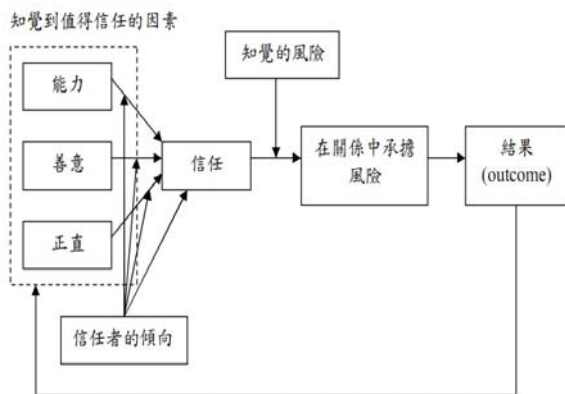 知覺到值得信任的因素
能力
善意
正直
信任者的傾向
信任
知覺的風險
在關係中承擔
風險
結果
(outcome)